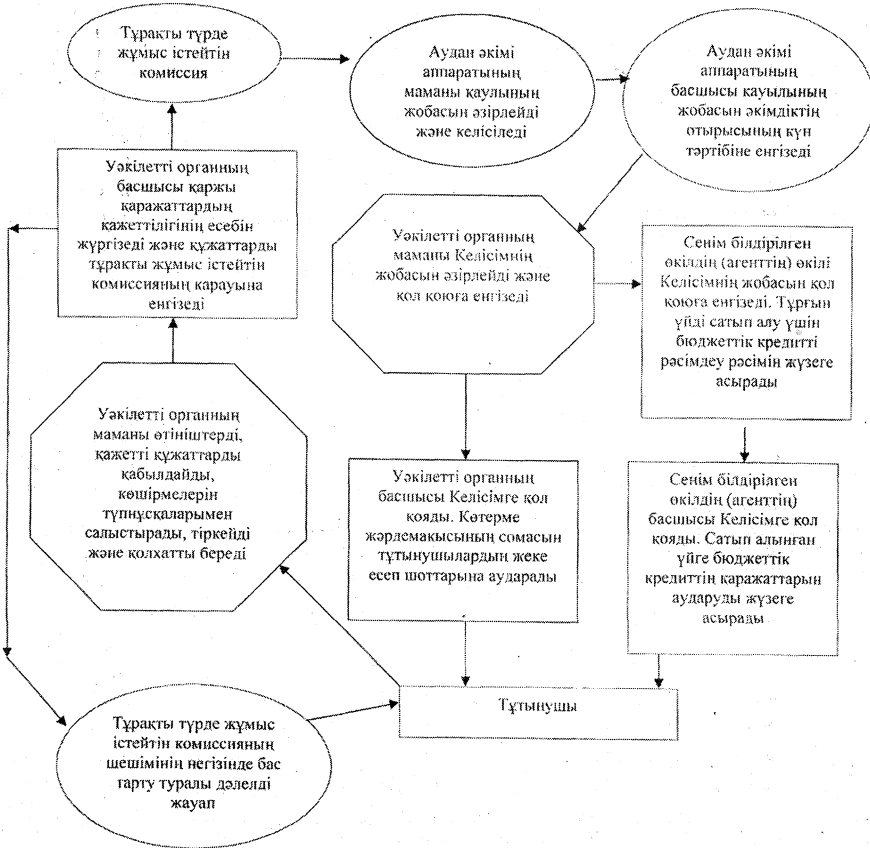 Тұрақты түрде
жұмыс істейтін
комиссия
Аудан әкімі
аппаратының
маманы қаулының
жобасын әзірлейді
және келісіледі
Аудан әкімі
аппаратының
басшысы қауылының
жобасын әкімдіктің
отырысының күн
тәртібіне енгізеді
Уәкілетті органның
басшысы қаржы
қаражаттардың
қажеттілігінің есебін
жүргізеді және құжаттарды
тұрақты жұмыс істейтін
комиссияның карауына
енгізеді
Уәкілетті органның
маманы Келісімнің
жобасын әзірлейді және
қол қоюға енгізеді
Сенім білдірілген
өкілдің (агенттің) өкілі
Келісімнің жобасын қол
қоюға енгізеді. Тұрғын
үйді сатып алу үшін
бюджеттік кредитті
рәсімдеу рәсімін жүзеге
асырады
Уәкілетті органның
маманы өтініштерді,
қажетті құжаттарды
қабылдайды,
көшірмелерін
түпнұсқаларымен
салыстырады, тіркейді
және қолхатты береді
Уәкілетті органның
басшысы Келісімге қол
қояды. Көтерме
жәрдемакысының сомасын
тұтынушылардың жеке
есеп шоттарына аударалы
Сенім білдірілген
өкілдің (агенттің)
басшысы Келісімге қол
қояды. Сатып алынған
үйге бюджеттік
кредиттің қаражаттарын
аударуды жүзеге
асырады
Тұтынушы
Тұрақты түрде жұмыс
істейтін комиссияның
шешімінің негізінде бас
тарту туралы дәлелді
жауап